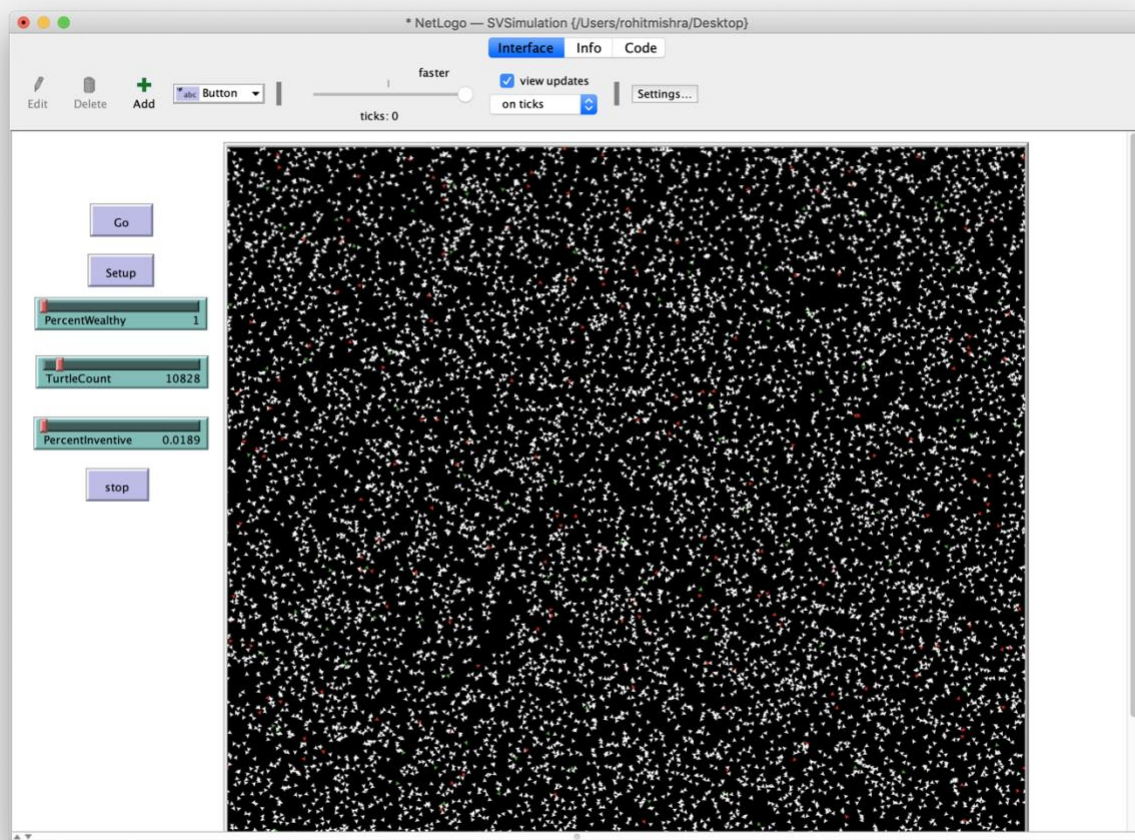 * NetLogo — SVSimulation {/Users/rohitmishra/Desktop}
Interface Info Code
Edit Delete Add
abc Button
faster
ticks: 0
view updates
on ticks
Settings...
Go
Setup
PercentWealthy 1
TurtleCount 10828
PercentInventive 0.0189
stop